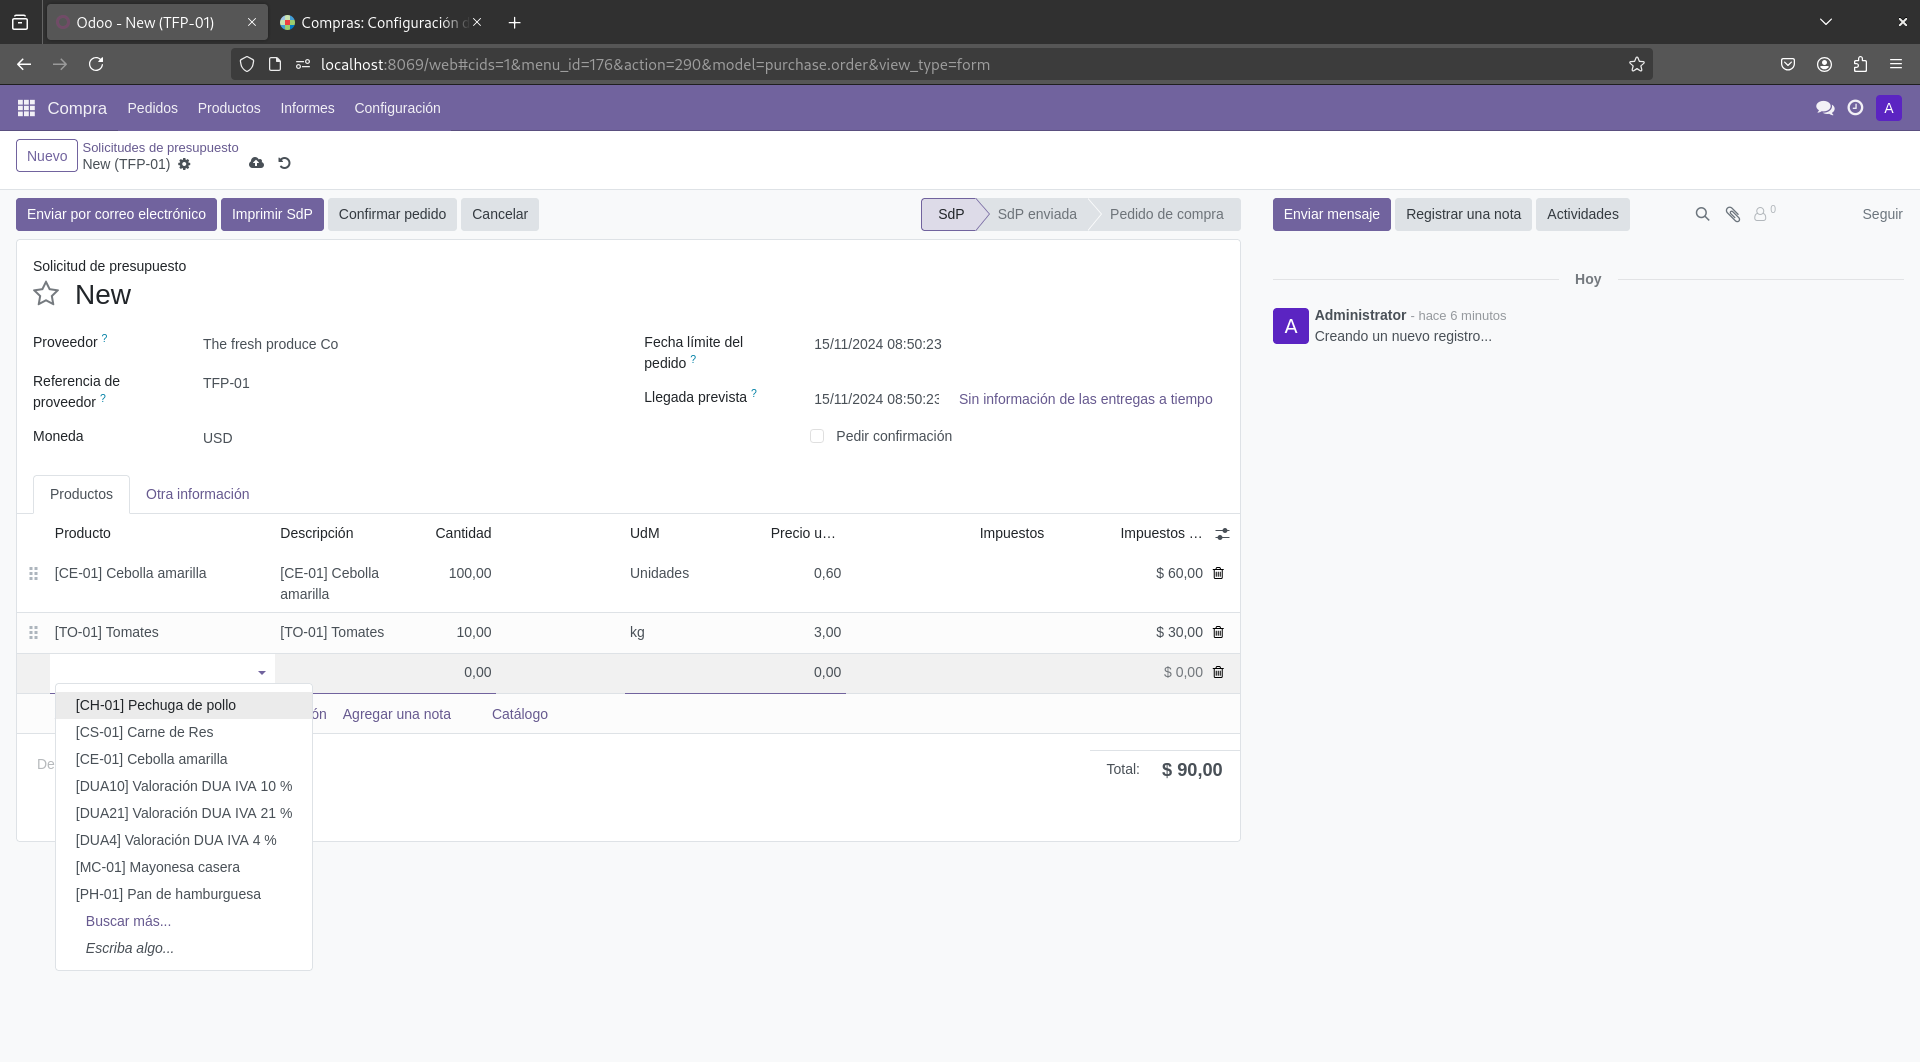 Odoo - New (TFP-01)
Compras: Configuración
localhost:8069/web#cids=1&menu_id=176&action=290&model=purchase.order&view_type=form
Compra Pedidos Productos Informes Configuración
A
Nuevo
Solicitudes de presupuesto
New (TFP-01)
Enviar por correo electrónico Imprimir SdP Confirmar pedido Cancelar
SdP SdP enviada Pedido de compra
Enviar mensaje Registrar una nota Actividades
0
Seguir
Solicitud de presupuesto
New
Proveedor ? The fresh produce Co
Referencia de
proveedor ? TFP-01
Moneda USD
Fecha límite del
pedido ? 15/11/2024 08:50:23
Llegada prevista ? 15/11/2024 08:50:23 Sin información de las entregas a tiempo
Pedir confirmación
Hoy
A
Administrator - hace 6 minutos
Creando un nuevo registro...
Productos Otra información
Producto Descripción Cantidad UdM Precio u... Impuestos Impuestos ...
[CE-01] Cebolla amarilla [CE-01] Cebolla
amarilla 100,00 Unidades 0,60 $ 60,00
[TO-01] Tomates [TO-01] Tomates 10,00 kg 3,00 $ 30,00
0,00 0,00 $ 0,00
ón Agregar una nota Catálogo
De
Total: $ 90,00
[CH-01] Pechuga de pollo
[CS-01] Carne de Res
[CE-01] Cebolla amarilla
[DUA10] Valoración DUA IVA 10 %
[DUA21] Valoración DUA IVA 21 %
[DUA4] Valoración DUA IVA 4 %
[MC-01] Mayonesa casera
[PH-01] Pan de hamburguesa
Buscar más...
Escriba algo...